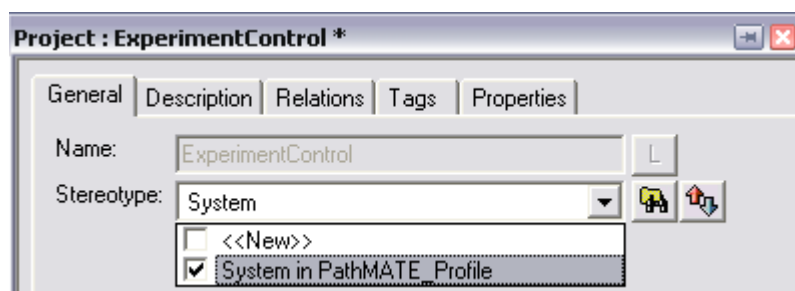 Project : ExperimentControl *
General Description Relations Tags Properties
Name: ExperimentControl L
Stereotype: System
<<New>>
System in PathMATE_Profile